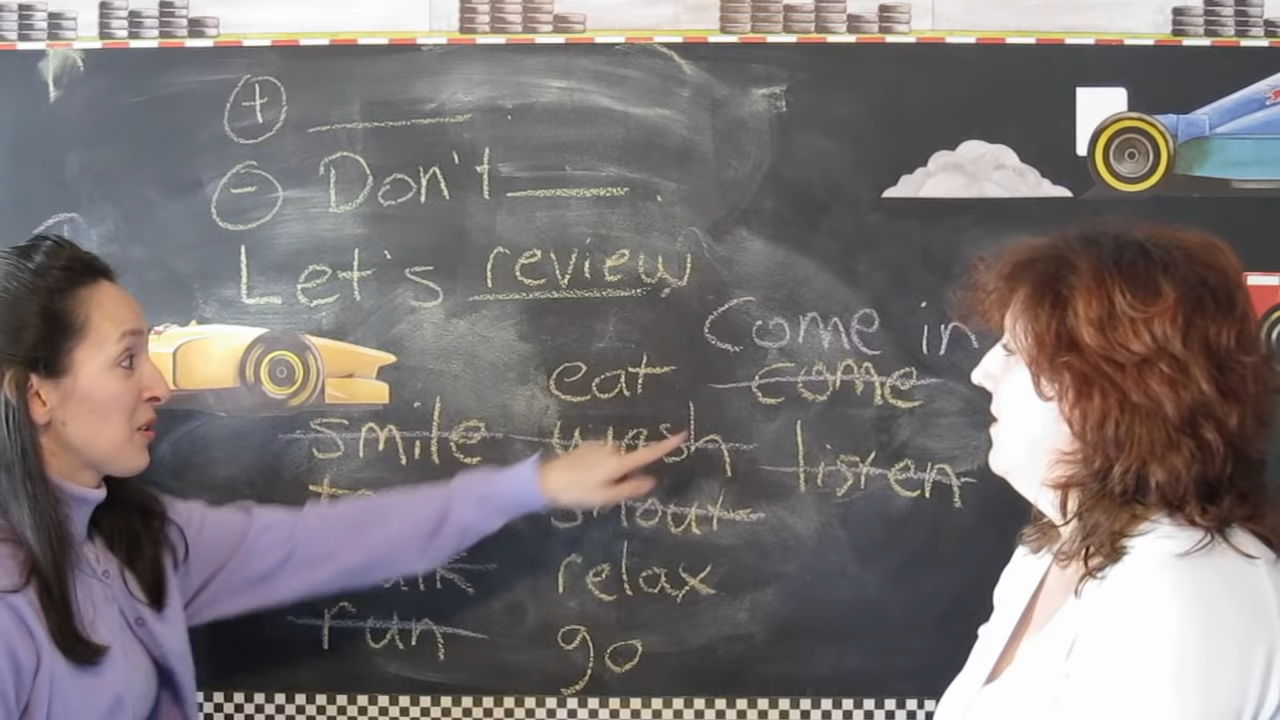 +
- Don't .
Let's review
Come in
eat come
smile wash listen
shout
relax
run go